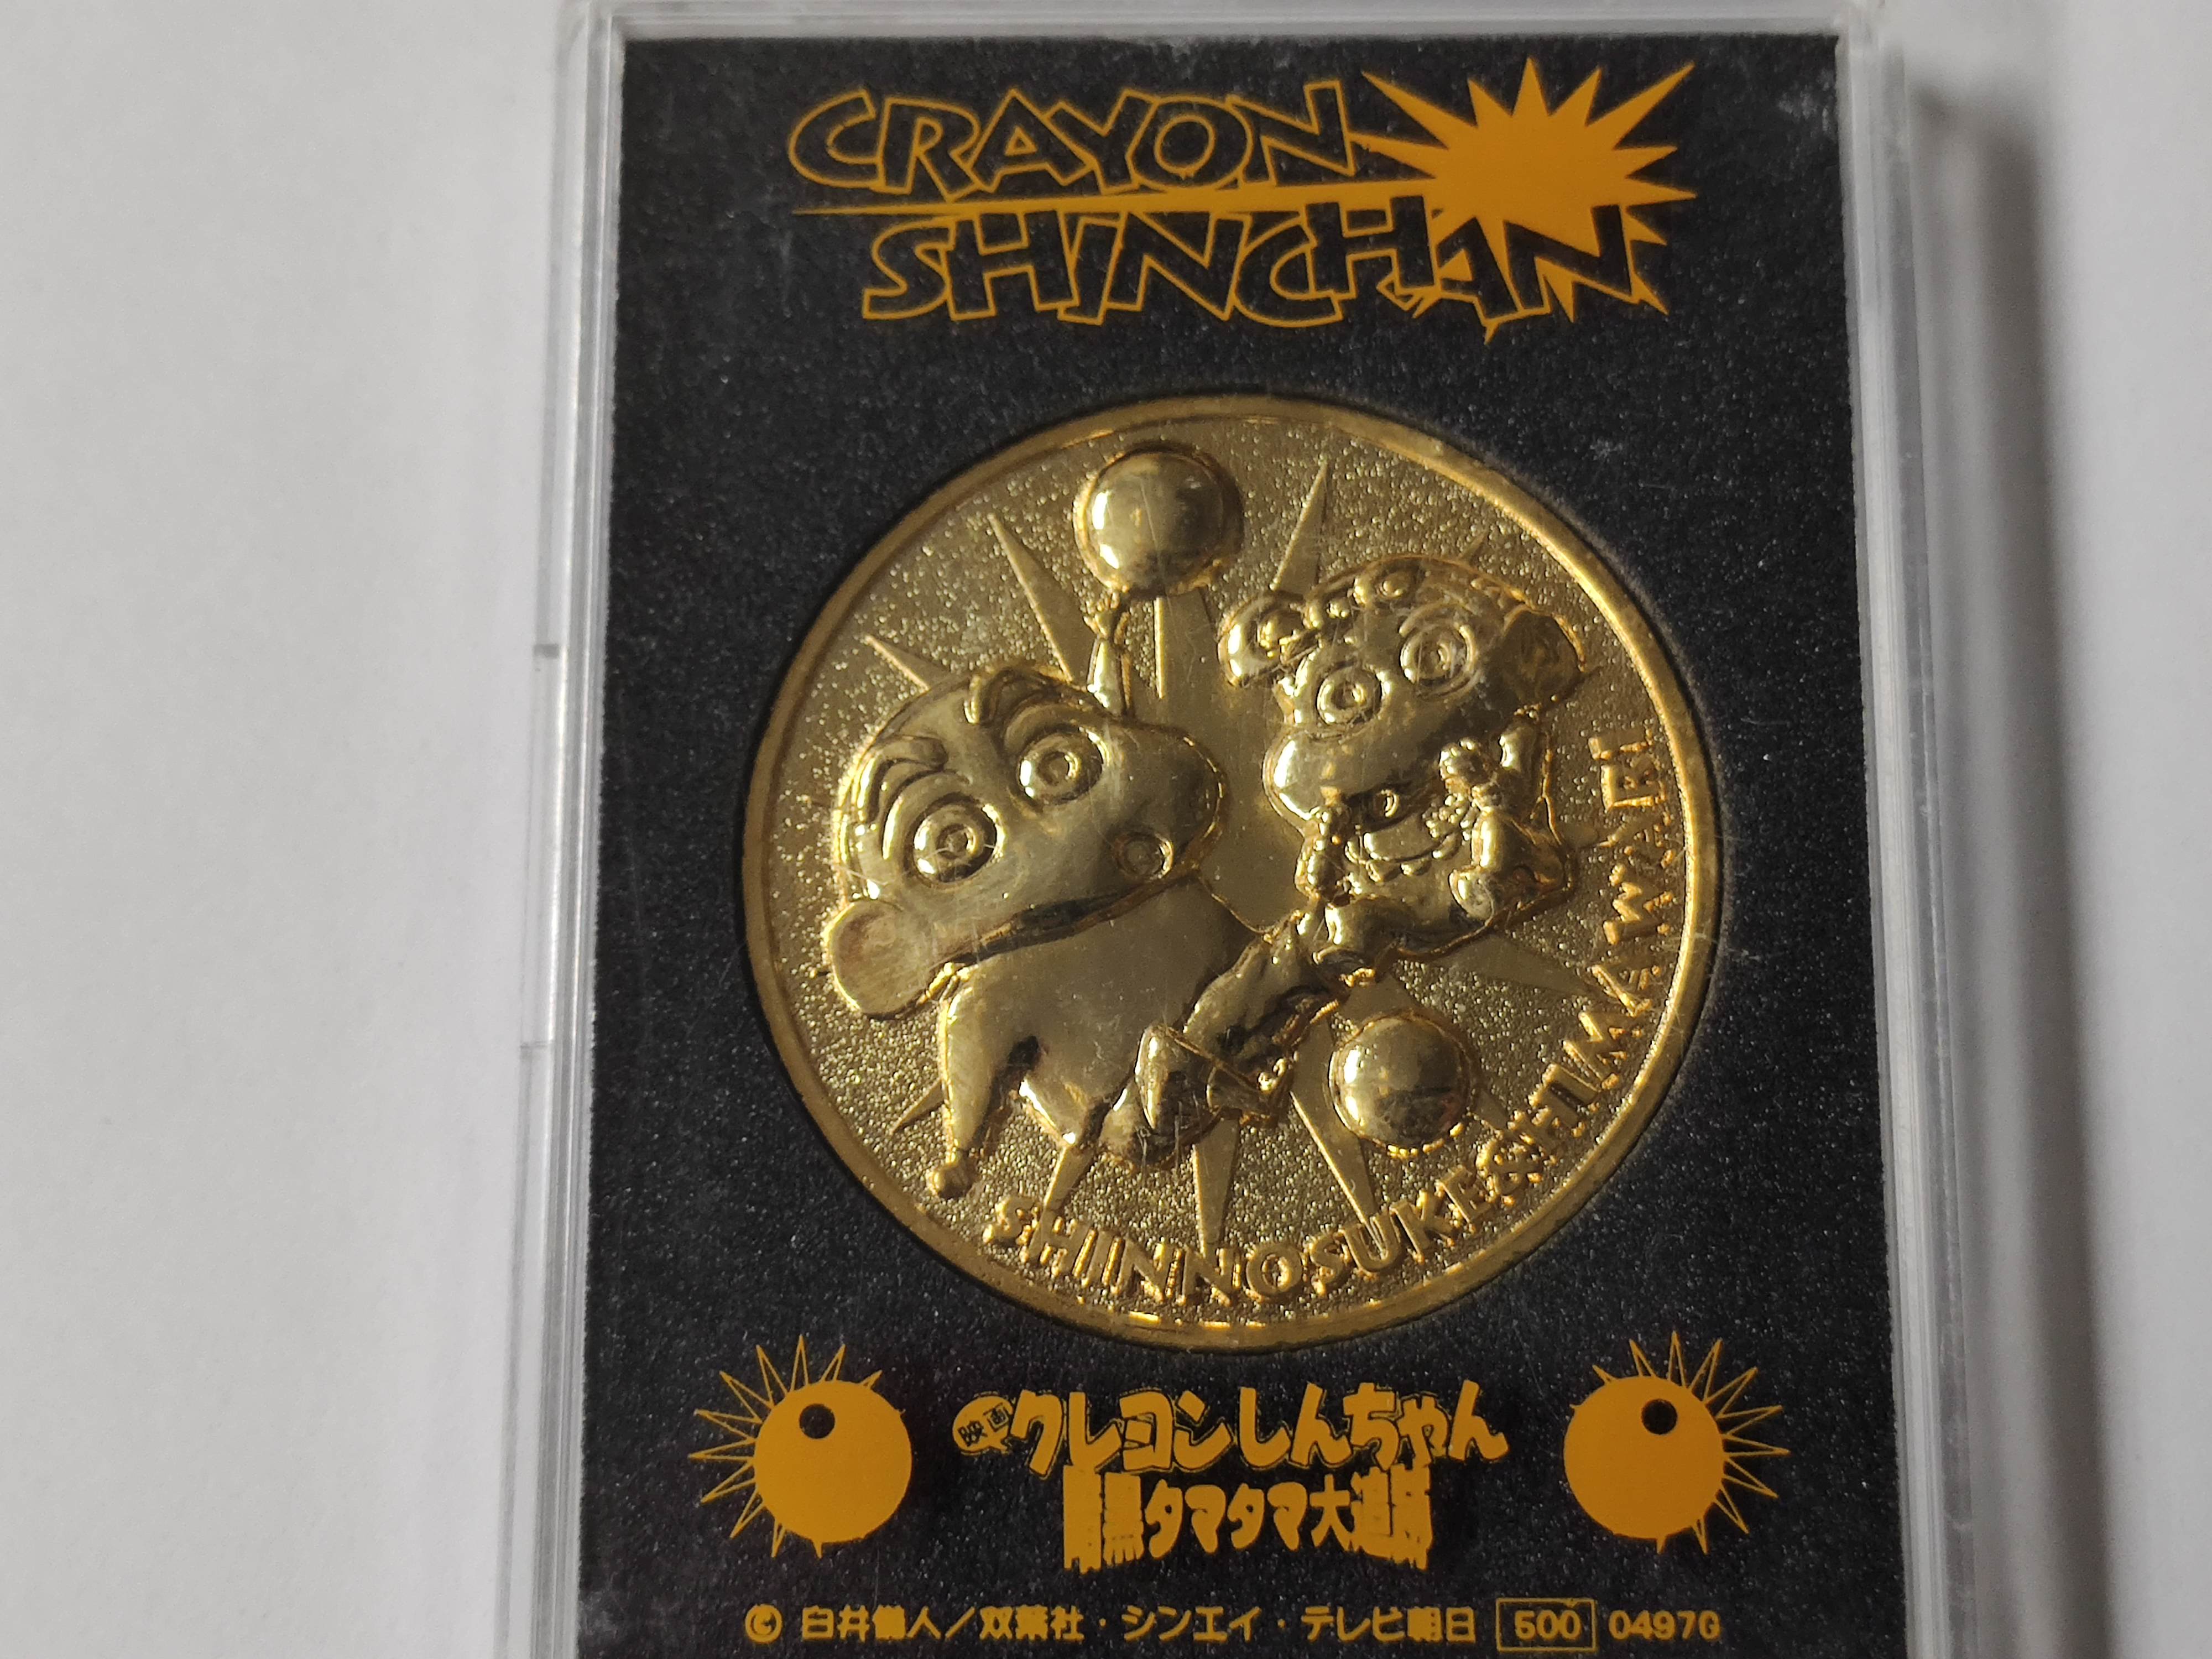 CRAYON
SHINCHAN
SHINNOSUKE&HIMAWARI
映画 クレヨンしんちゃん
暗黒タマタマ大追跡
© 臼井儀人／双葉社・シンエイ・テレビ朝日 500 0497G